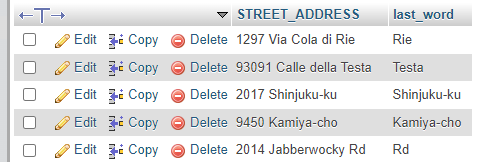 STREET_ADDRESS last_word
Edit Copy Delete 1297 Via Cola di Rie Rie
Edit Copy Delete 93091 Calle della Testa Testa
Edit Copy Delete 2017 Shinjuku-ku Shinjuku-ku
Edit Copy Delete 9450 Kamiya-cho Kamiya-cho
Edit Copy Delete 2014 Jabberwocky Rd Rd